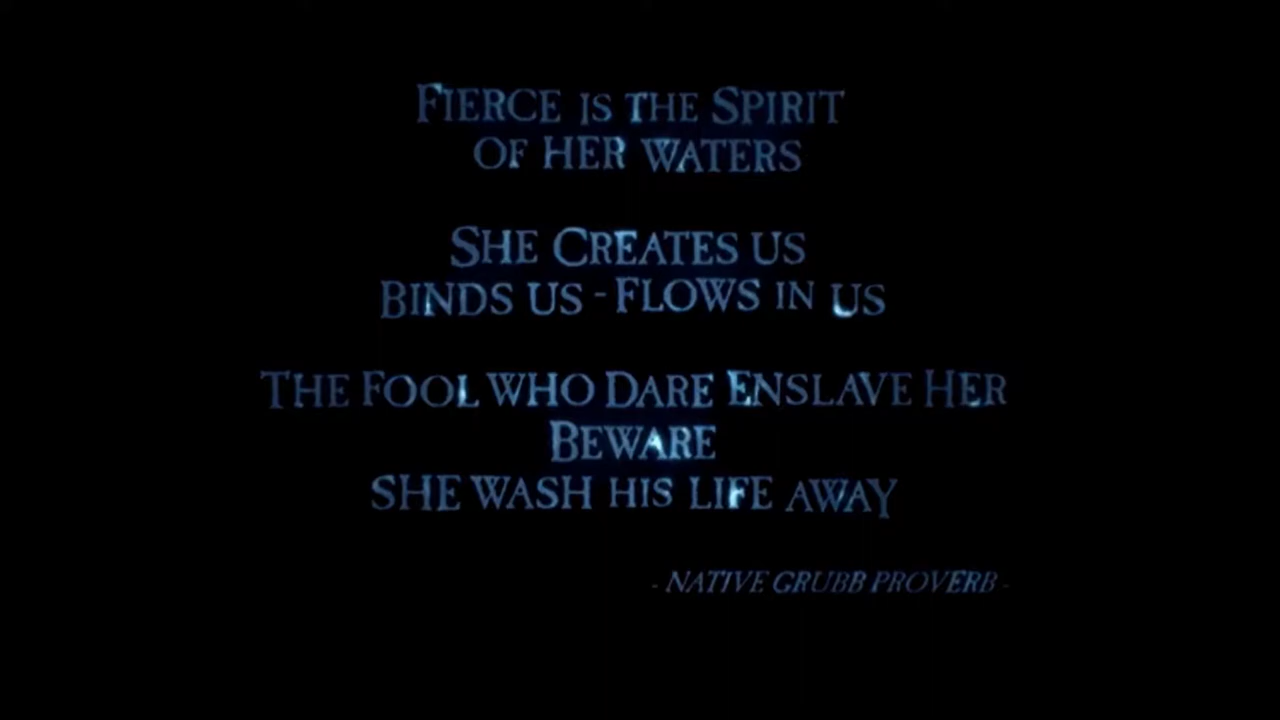 FIERCE IS THE SPIRIT
OF HER WATERS
SHE CREATES US
BINDS US - FLOWS IN US
THE FOOL WHO DARE ENSLAVE HER
BEWARE
SHE WASH HIS LIFE AWAY
- NATIVE GRUBB PROVERB -